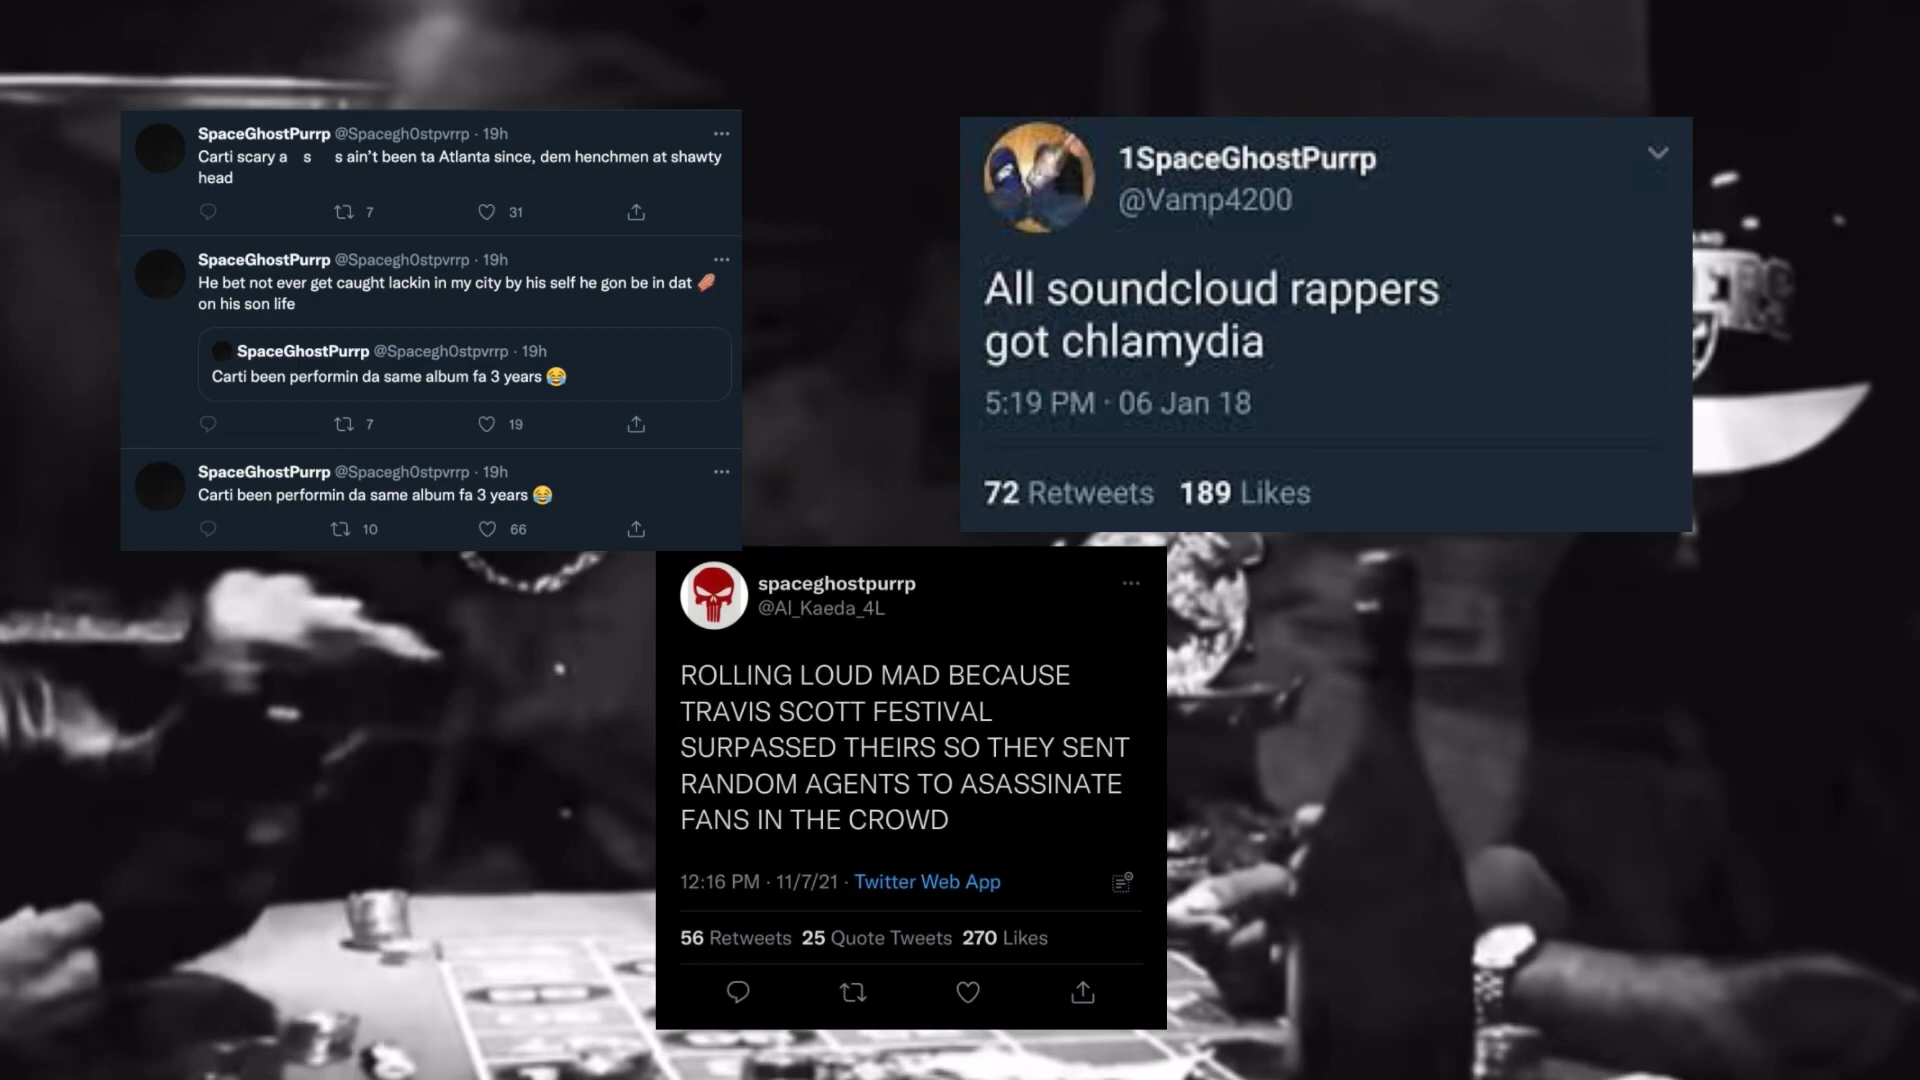 SpaceGhostPurrp @Spacegh0stpvrrp · 19h
Carti scary a s s ain't been ta Atlanta since, dem henchmen at shawty
head
7 31
SpaceGhostPurrp @Spacegh0stpvrrp · 19h
He bet not ever get caught lackin in my city by his self he gon be in dat
on his son life
SpaceGhostPurrp @Spacegh0stpvrrp · 19h
Carti been performin da same album fa 3 years 😂
7 19
SpaceGhostPurrp @Spacegh0stpvrrp · 19h
Carti been performin da same album fa 3 years 😂
10 66
1SpaceGhostPurrp
@Vamp4200
All soundcloud rappers
got chlamydia
5:19 PM · 06 Jan 18
72 Retweets 189 Likes
spaceghostpurrp
@Al_Kaeda_4L
ROLLING LOUD MAD BECAUSE
TRAVIS SCOTT FESTIVAL
SURPASSED THEIRS SO THEY SENT
RANDOM AGENTS TO ASASSINATE
FANS IN THE CROWD
12:16 PM · 11/7/21 · Twitter Web App
56 Retweets 25 Quote Tweets 270 Likes